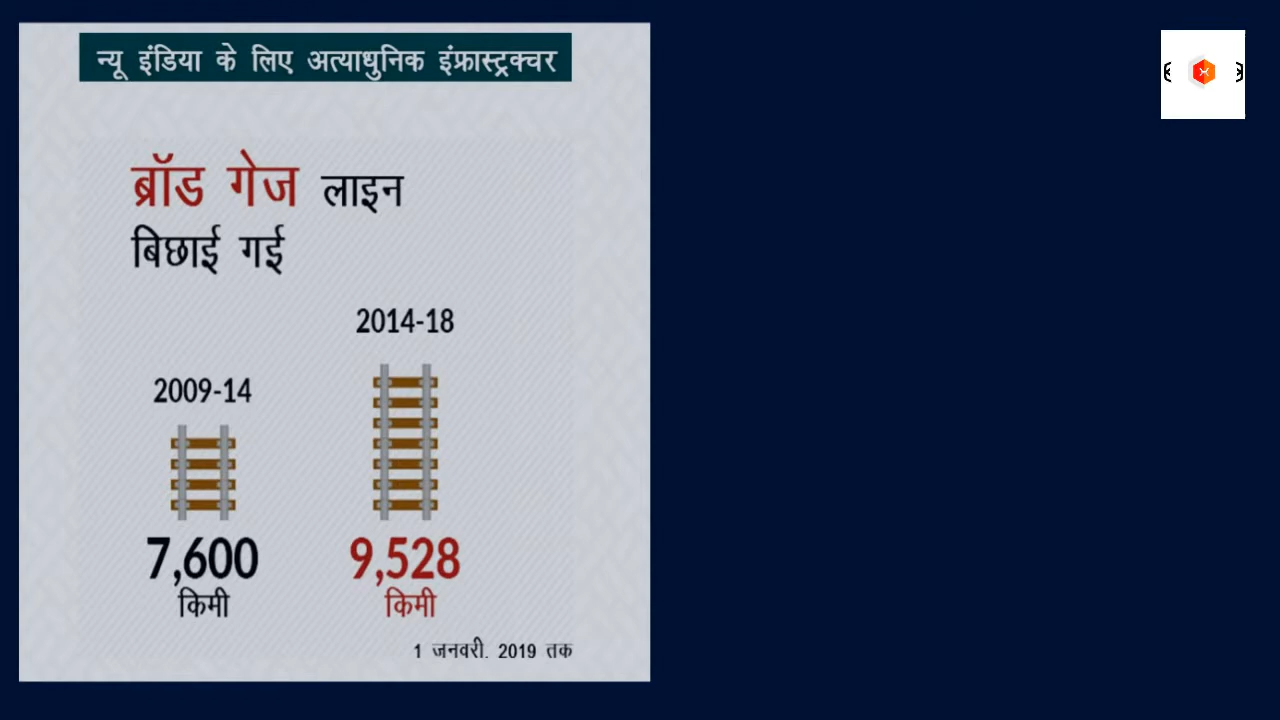 न्यू इंडिया के लिए अत्याधुनिक इंफ्रास्ट्रक्चर
ब्रॉड गेज लाइन
बिछाई गई
2014-18
2009-14
7,600 9,528
किमी किमी
1 जनवरी. 2019 तक